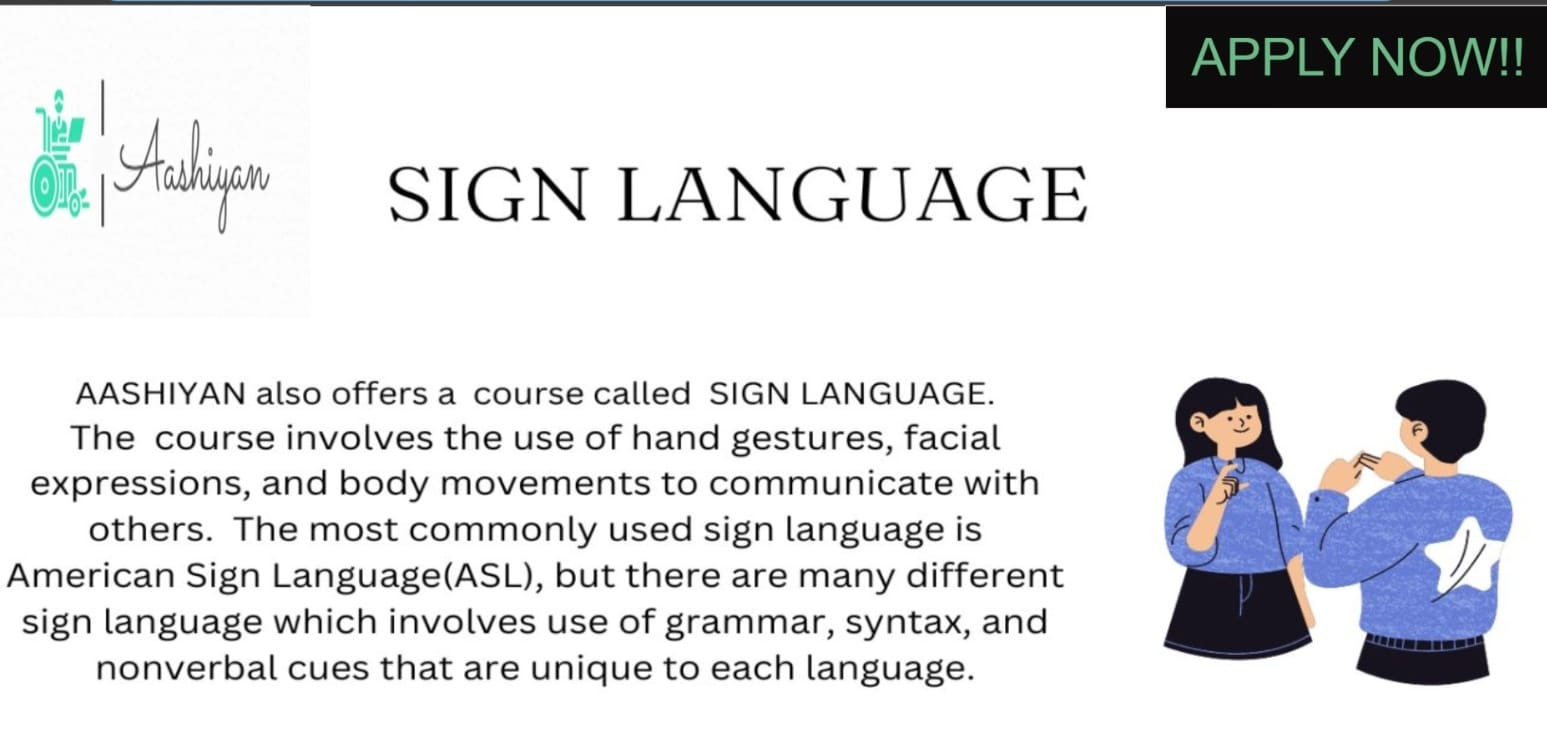 APPLY NOW!!
Aashiyan
SIGN LANGUAGE
AASHIYAN also offers a course called SIGN LANGUAGE.
The course involves the use of hand gestures, facial
expressions, and body movements to communicate with
others. The most commonly used sign language is
American Sign Language(ASL), but there are many different
sign language which involves use of grammar, syntax, and
nonverbal cues that are unique to each language.